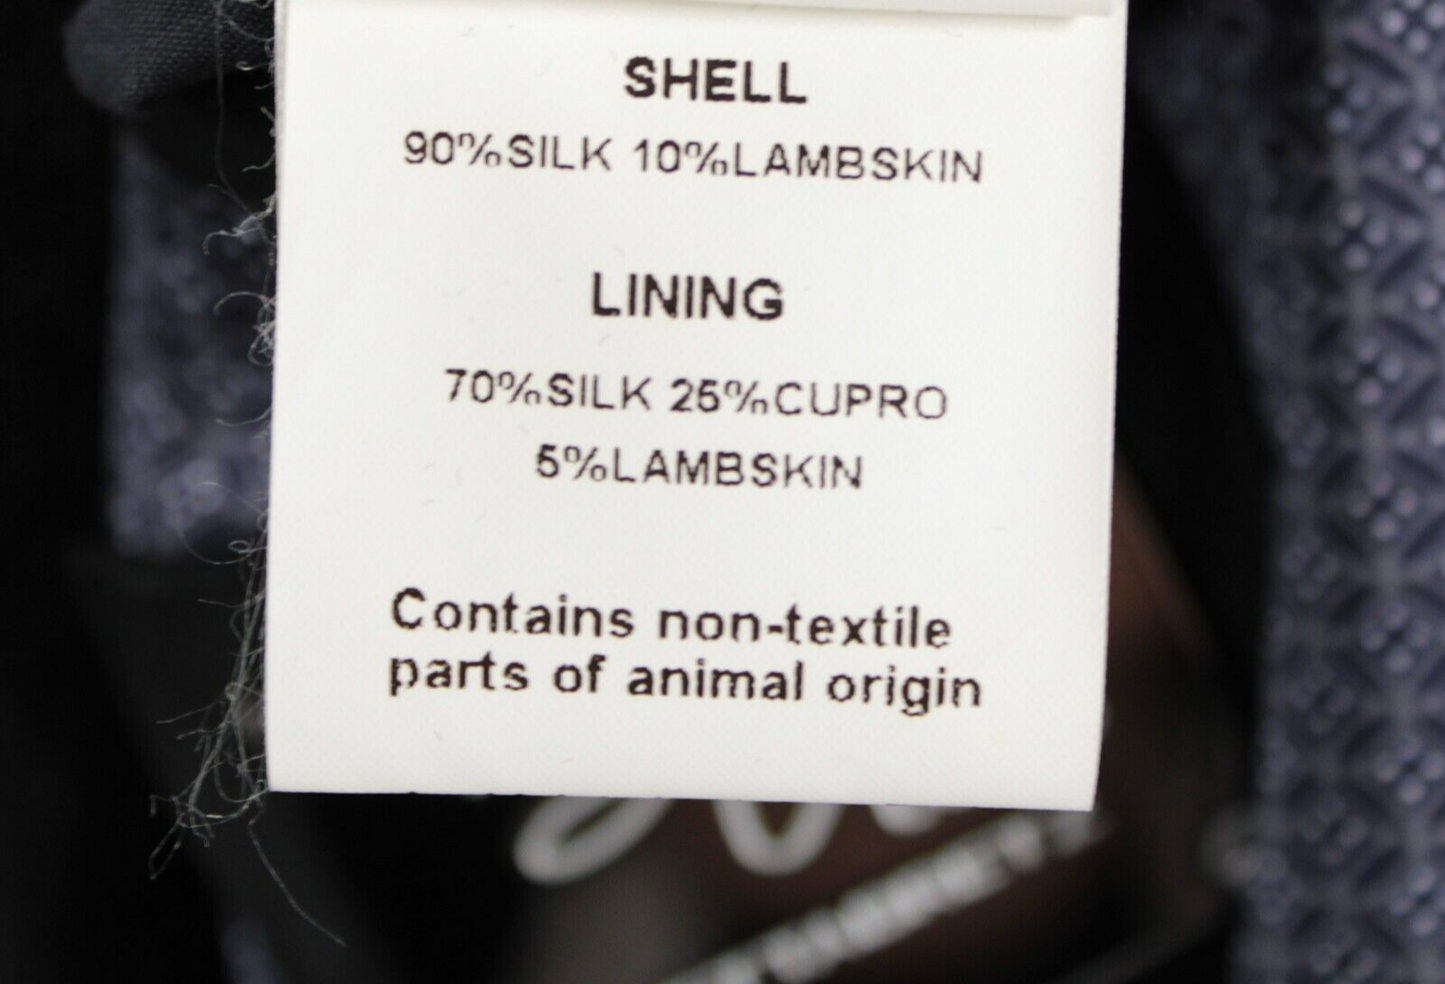 SHELL
90%SILK 10%LAMBSKIN
LINING
70%SILK 25%CUPRO
5%LAMBSKIN
Contains non-textile
parts of animal origin